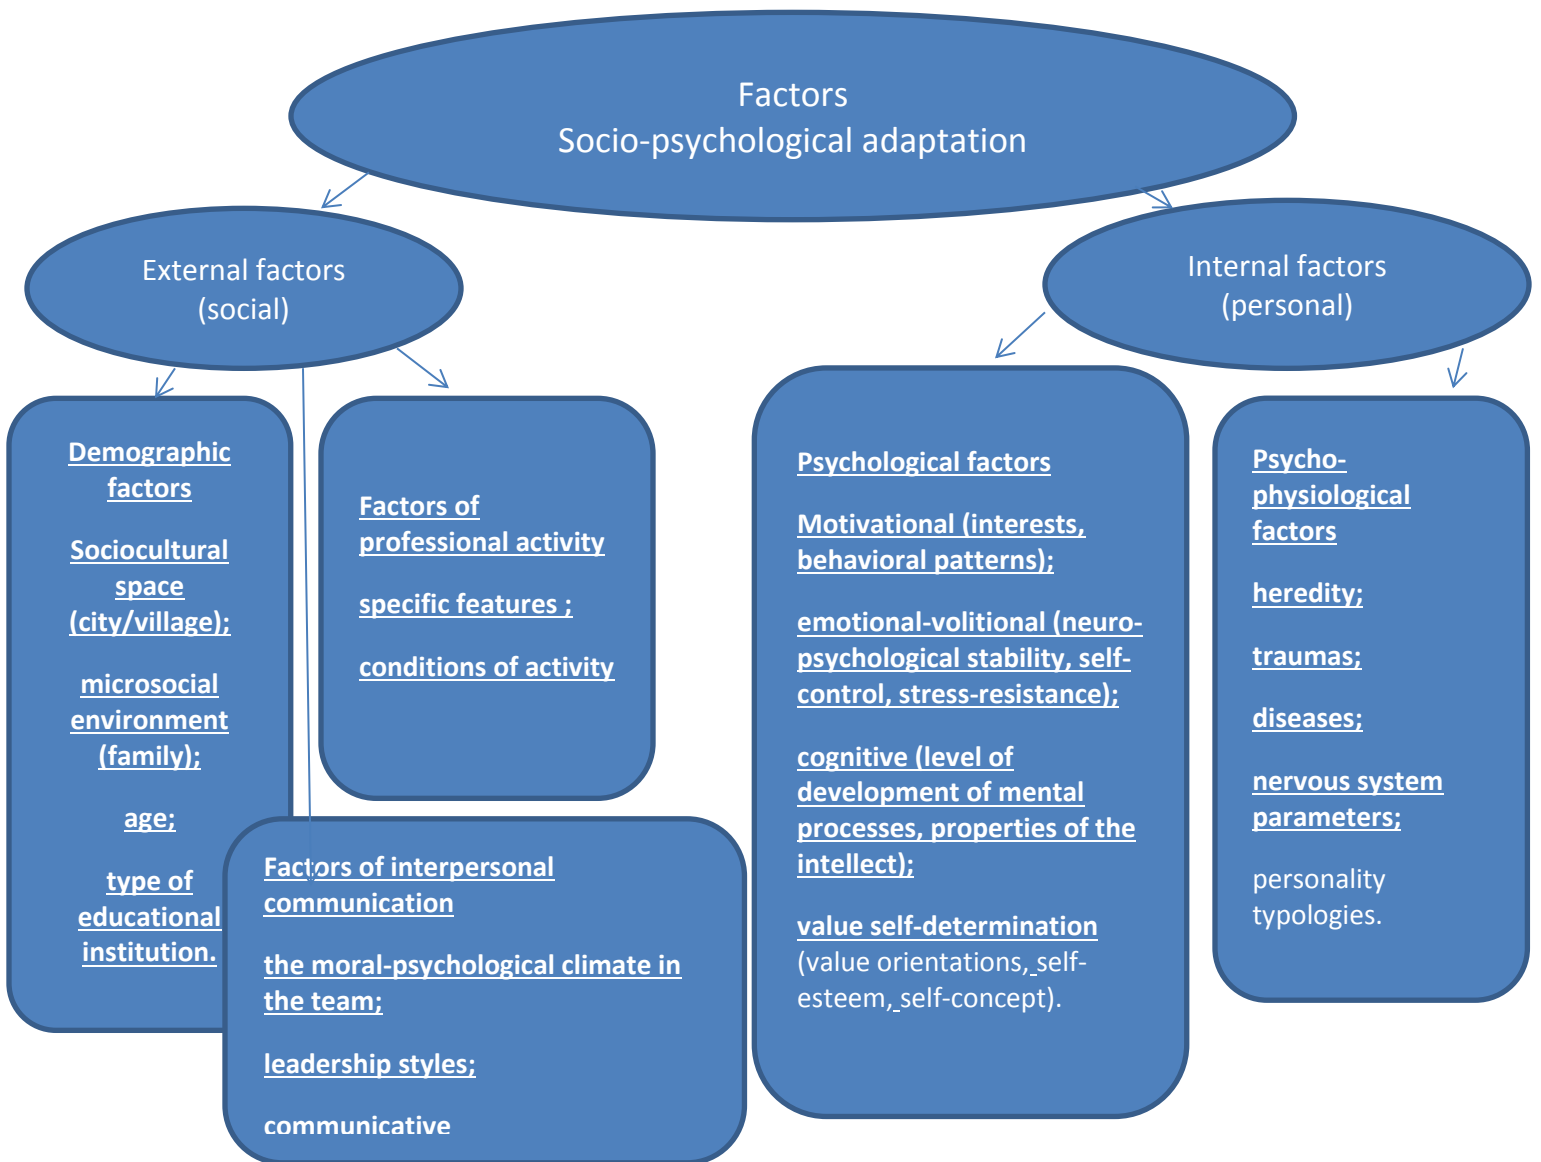 Factors
Socio-psychological adaptation
External factors
(social)
Internal factors
(personal)
Demographic
factors
Sociocultural
space
(city/village);
microsocial
environment
(family);
age;
type of
educational
institution.
Factors of
professional activity
specific features ;
conditions of activity
Factors of interpersonal
communication
the moral-psychological climate in
the team;
leadership styles;
communicative
Psychological factors
Motivational (interests,
behavioral patterns);
emotional-volitional (neuro-
psychological stability, self-
control, stress-resistance);
cognitive (level of
development of mental
processes, properties of the
intellect);
value self-determination
(value orientations, self-
esteem, self-concept).
Psycho-
physiological
factors
heredity;
traumas;
diseases;
nervous system
parameters;
personality
typologies.